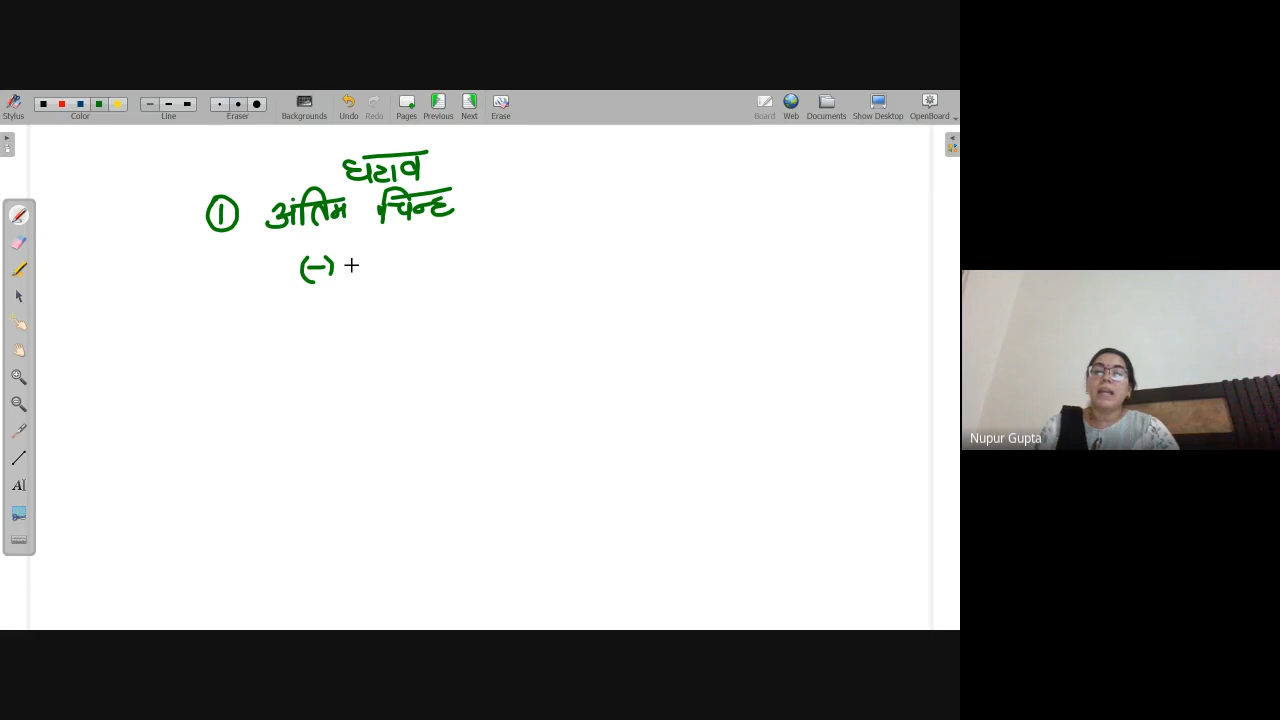 Stylus
Color
Line
Eraser
Backgrounds
Undo
Redo
Pages
Previous
Next
Erase
Board
Web
Documents
Show Desktop
OpenBoard
घटाव
① अंतिम चिन्ह
(−)
Nupur Gupta